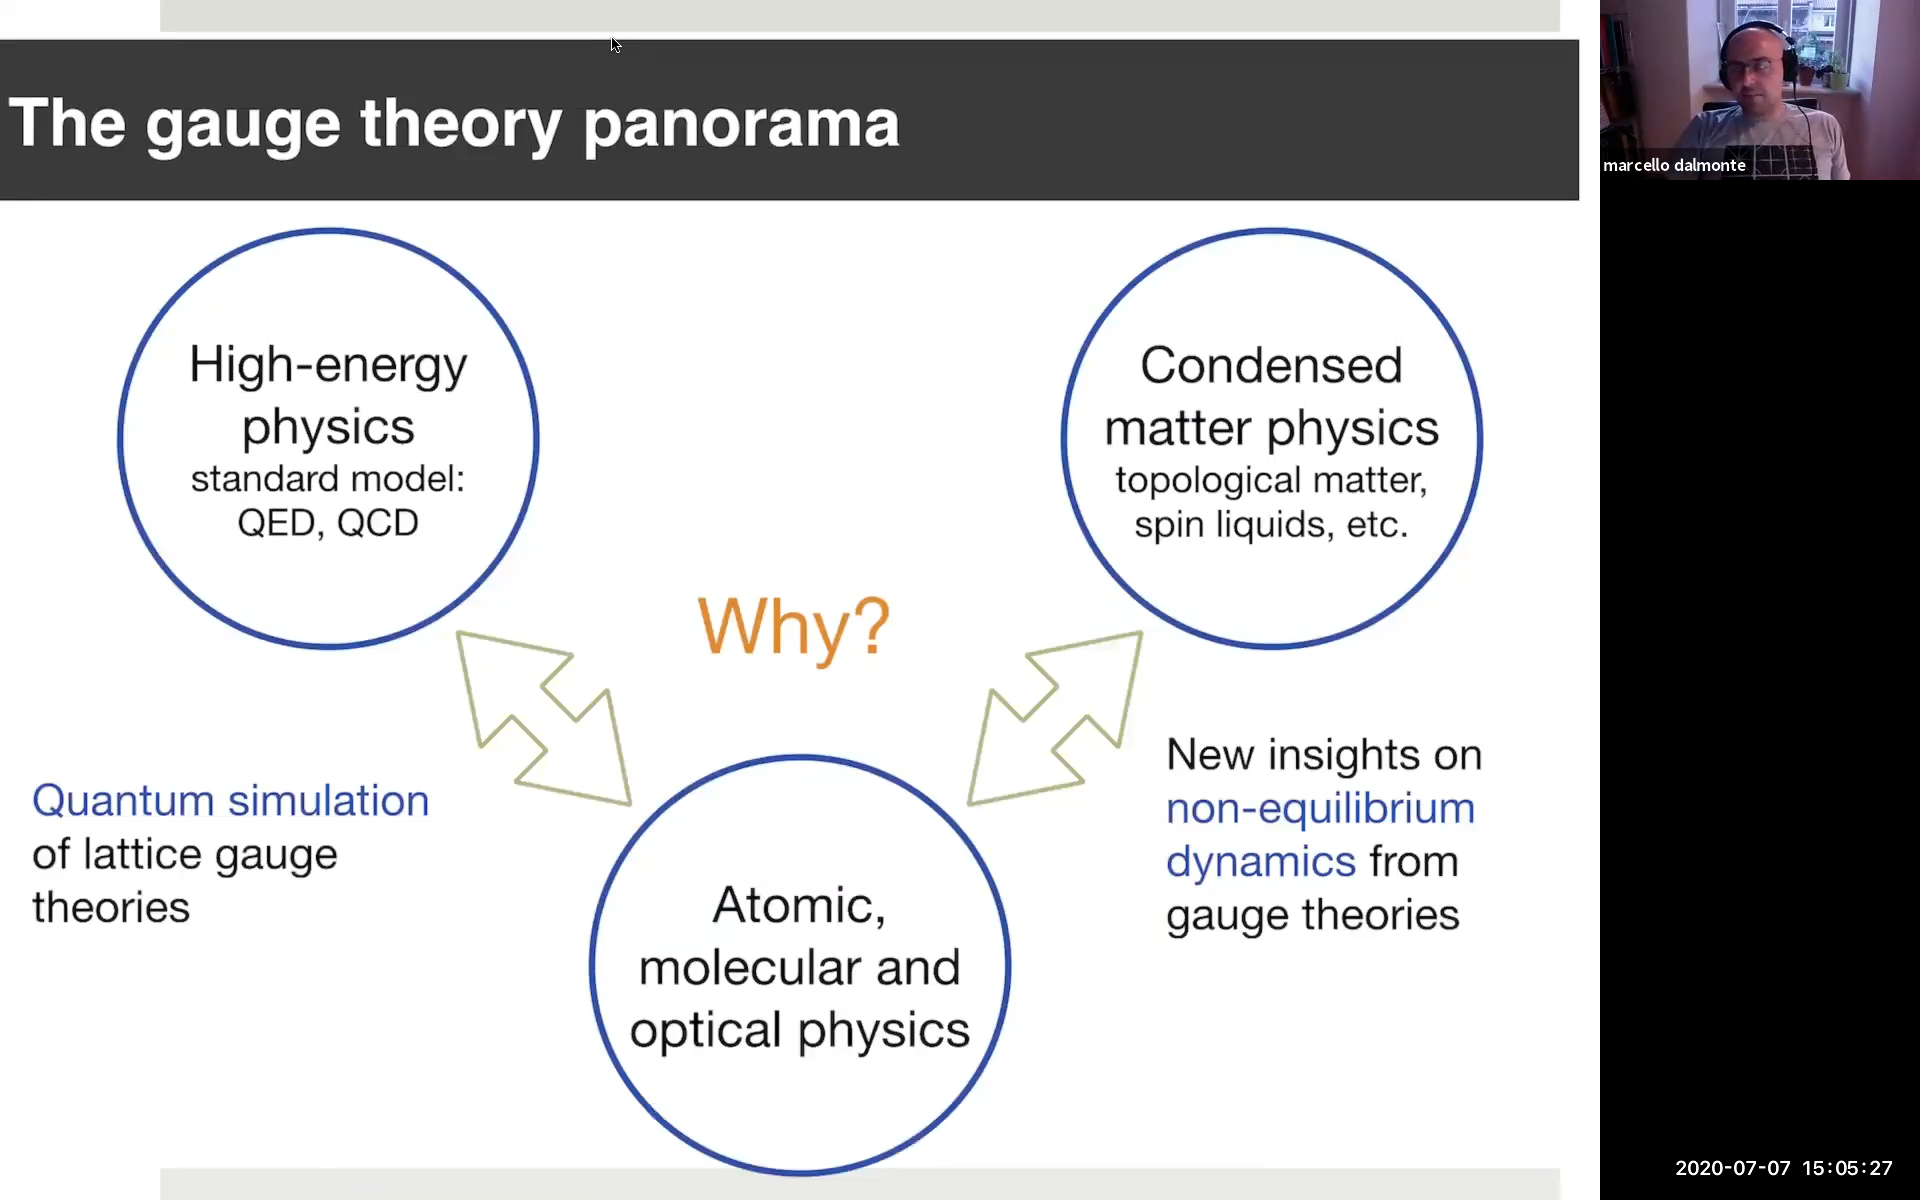 The gauge theory panorama
marcello dalmonte
High-energy
physics
standard model:
QED, QCD
Condensed
matter physics
topological matter,
spin liquids, etc.
Why?
Quantum simulation
of lattice gauge
theories
New insights on
non-equilibrium
dynamics from
gauge theories
Atomic,
molecular and
optical physics
2020-07-07 15:05:27